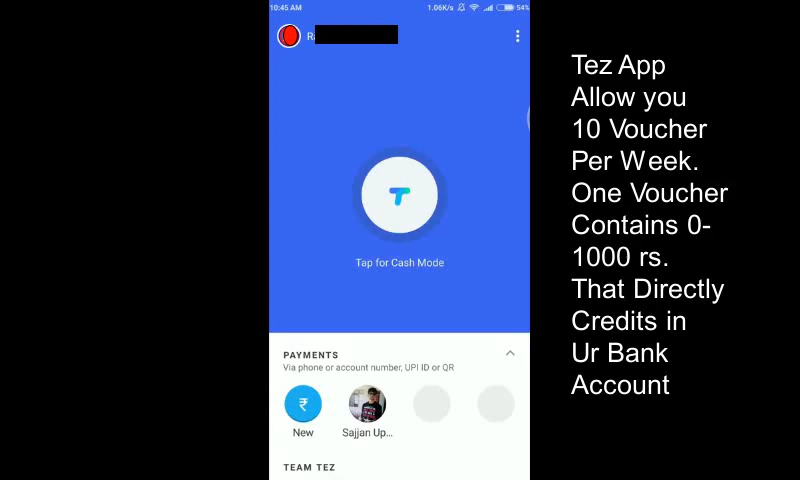 10:45 AM
1.06K/s
54%
Tap for Cash Mode
PAYMENTS
Via phone or account number, UPI ID or QR
New
Sajjan Up...
TEAM TEZ
Tez App
Allow you
10 Voucher
Per Week.
One Voucher
Contains 0-
1000 rs.
That Directly
Credits in
Ur Bank
Account